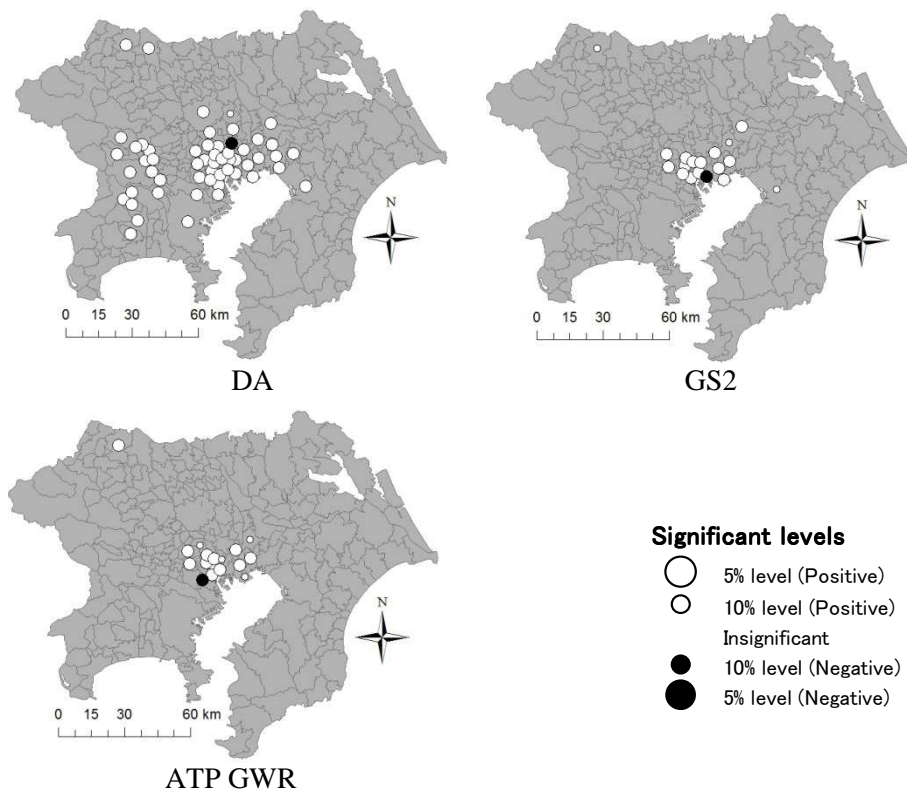 N
0 15 30 60 km
DA
N
0 15 30 60 km
GS2
N
0 15 30 60 km
ATP GWR
Significant levels
5% level (Positive)
10% level (Positive)
Insignificant
10% level (Negative)
5% level (Negative)